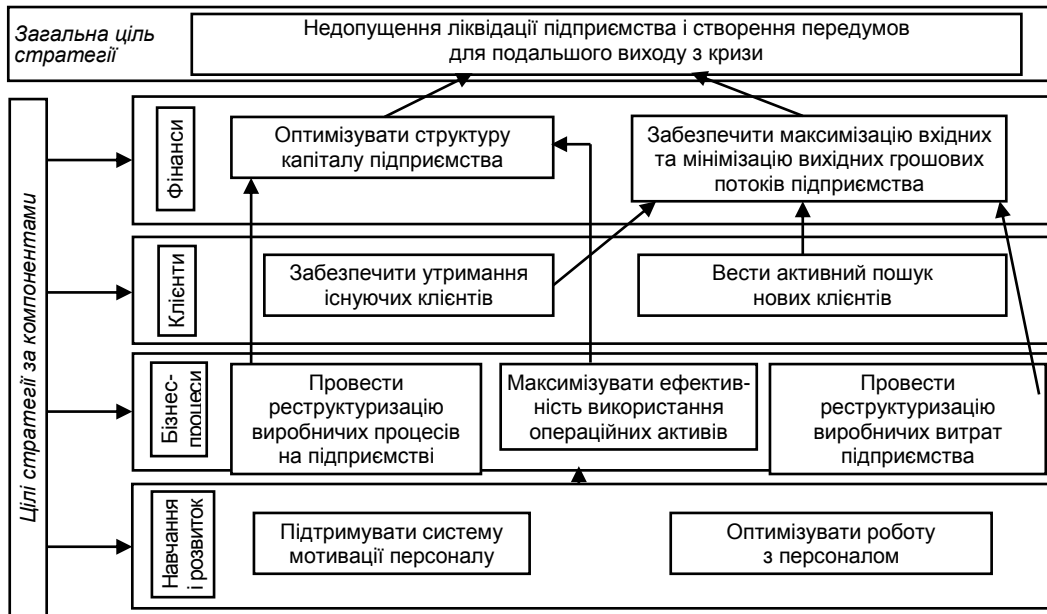 Загальна ціль
стратегії
Недопущення ліквідації підприємства і створення передумов
для подальшого виходу з кризи
Цілі стратегії за компонентами
Фінанси
Оптимізувати структуру
капіталу підприємства
Забезпечити максимізацію вхідних
та мінімізацію вихідних грошових
потоків підприємства
Клієнти
Забезпечити утримання
існуючих клієнтів
Вести активний пошук
нових клієнтів
Бізнес-
процеси
Провести
реструктуризацію
виробничих процесів
на підприємстві
Максимізувати ефектив-
ність використання
операційних активів
Провести
реструктуризацію
виробничих витрат
підприємства
Навчання
і розвиток
Підтримувати систему
мотивації персоналу
Оптимізувати роботу
з персоналом